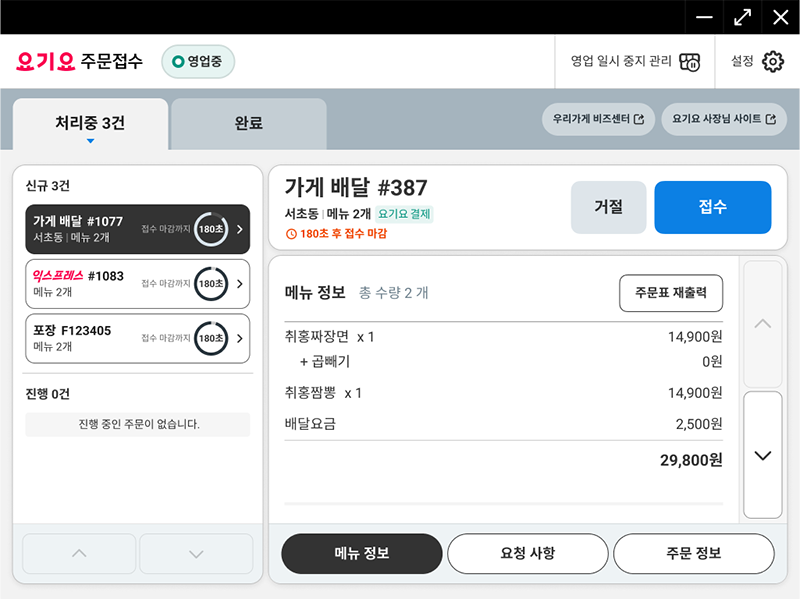 요기요 주문접수
영업중
영업 일시 중지 관리
설정
처리중 3건
완료
우리가게 비즈센터
요기요 사장님 사이트
신규 3건
가게 배달 #1077
서초동 | 메뉴 2개
접수 마감까지
180초
익스프레스 #1083
메뉴 2개
접수 마감까지
180초
포장 F123405
메뉴 2개
접수 마감까지
180초
진행 0건
진행 중인 주문이 없습니다.
가게 배달 #387
서초동 | 메뉴 2개 요기요 결제
180초 후 접수 마감
거절
접수
메뉴 정보 총 수량 2 개
주문표 재출력
취홍짜장면 x 1 14,900원
+ 곱빼기 0원
취홍짬뽕 x 1 14,900원
배달요금 2,500원
29,800원
메뉴 정보
요청 사항
주문 정보